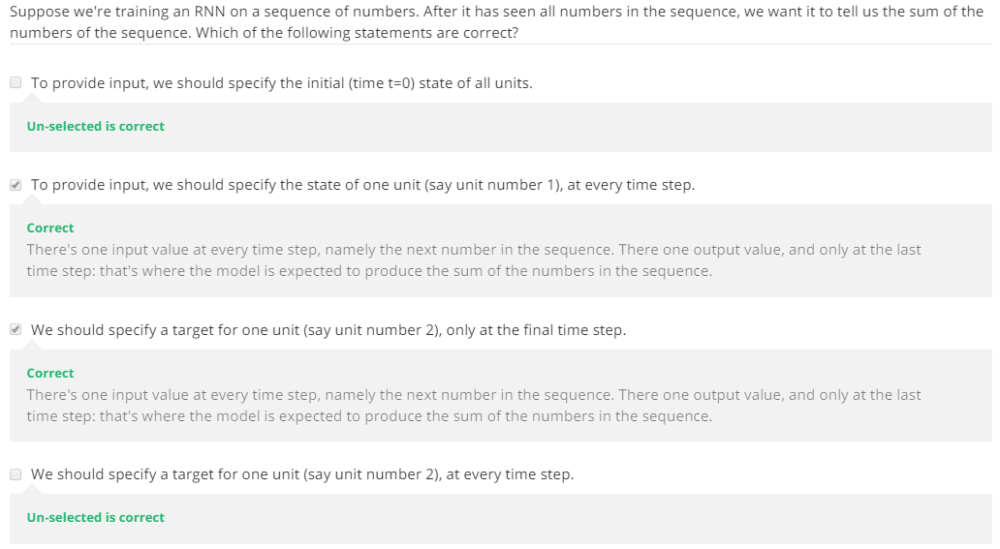 Suppose we're training an RNN on a sequence of numbers. After it has seen all numbers in the sequence, we want it to tell us the sum of the
numbers of the sequence. Which of the following statements are correct?
To provide input, we should specify the initial (time t=0) state of all units.
Un-selected is correct
To provide input, we should specify the state of one unit (say unit number 1), at every time step.
Correct
There's one input value at every time step, namely the next number in the sequence. There one output value, and only at the last
time step: that's where the model is expected to produce the sum of the numbers in the sequence.
We should specify a target for one unit (say unit number 2), only at the final time step.
Correct
There's one input value at every time step, namely the next number in the sequence. There one output value, and only at the last
time step: that's where the model is expected to produce the sum of the numbers in the sequence.
We should specify a target for one unit (say unit number 2), at every time step.
Un-selected is correct